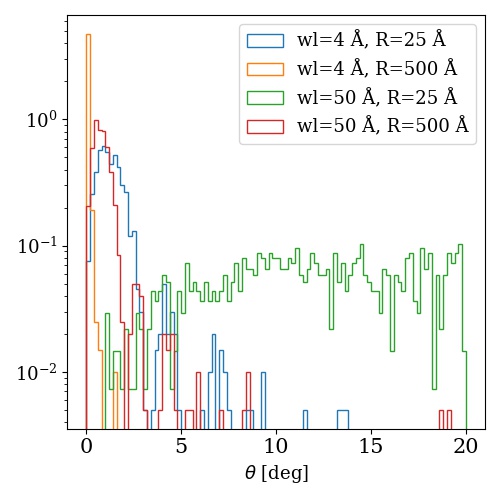 wl=4 Å, R=25 Å
wl=4 Å, R=500 Å
wl=50 Å, R=25 Å
wl=50 Å, R=500 Å
10⁰
10⁻¹
10⁻²
0 5 10 15 20
θ [deg]